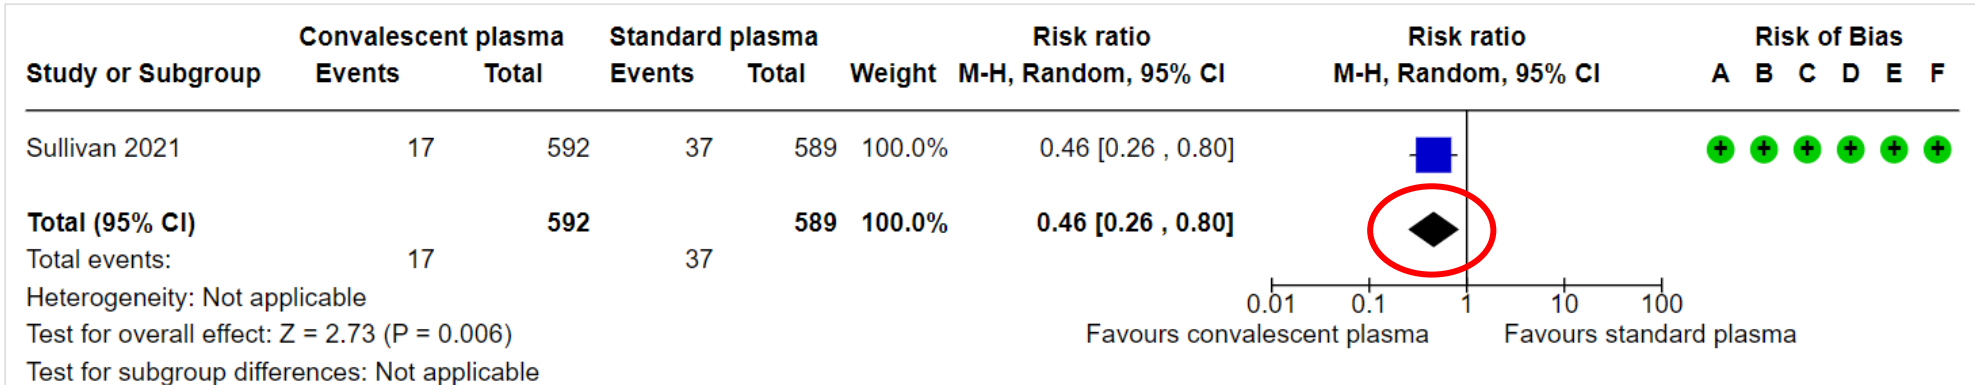 Convalescent plasma Standard plasma Risk ratio Risk ratio Risk of Bias
Study or Subgroup Events Total Events Total Weight M-H, Random, 95% CI M-H, Random, 95% CI A B C D E F
Sullivan 2021 17 592 37 589 100.0% 0.46 [0.26 , 0.80] + + + + + +
Total (95% CI) 592 589 100.0% 0.46 [0.26 , 0.80]
Total events: 17 37
Heterogeneity: Not applicable 0.01 0.1 1 10 100
Test for overall effect: Z = 2.73 (P = 0.006) Favours convalescent plasma Favours standard plasma
Test for subgroup differences: Not applicable